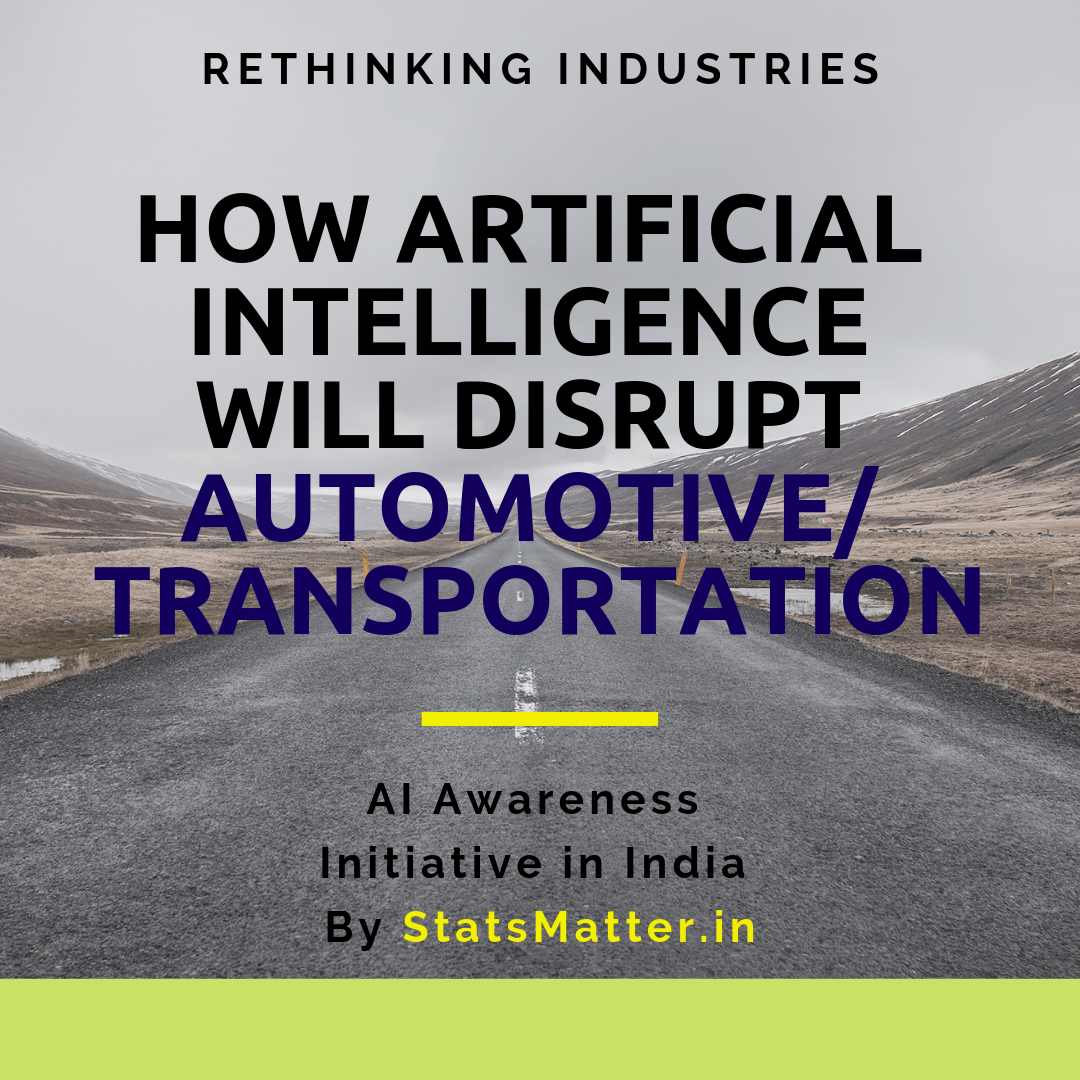 RETHINKING INDUSTRIES
HOW ARTIFICIAL
INTELLIGENCE
WILL DISRUPT
AUTOMOTIVE/
TRANSPORTATION
AI Awareness
Initiative in India
By StatsMatter.in